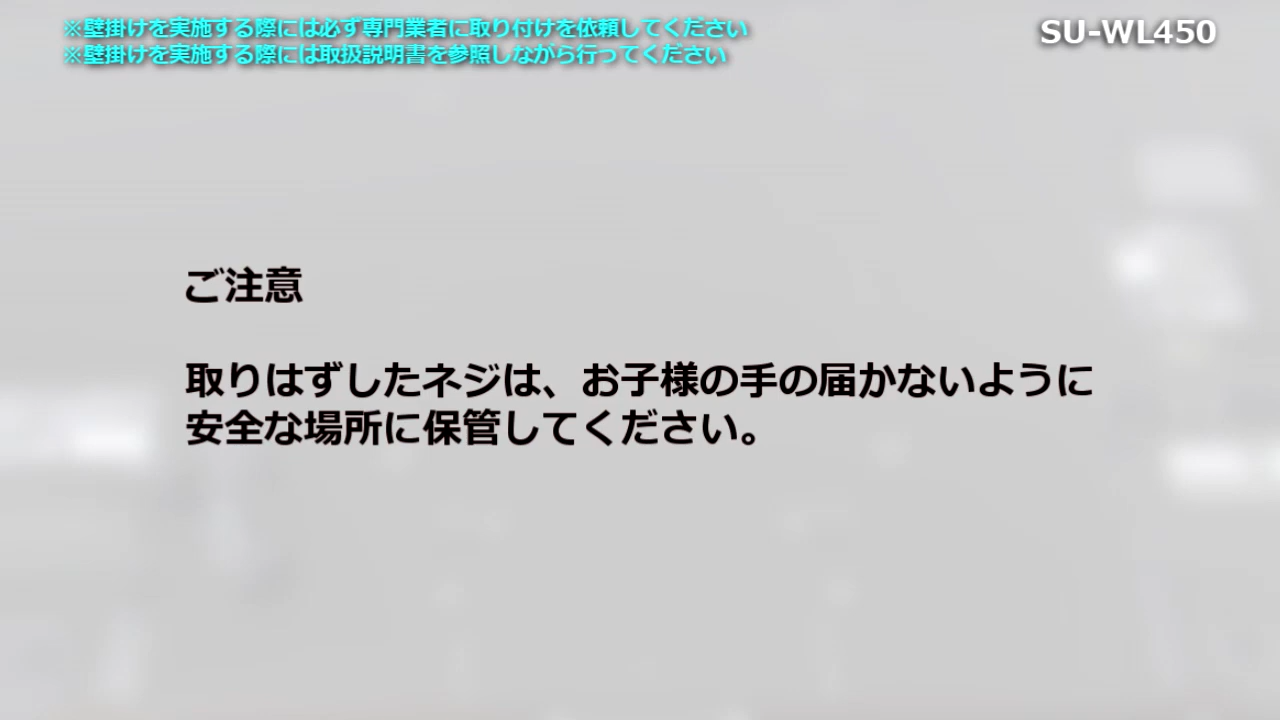 ※壁掛けを実施する際には必ず専門業者に取り付けを依頼してください
※壁掛けを実施する際には取扱説明書を参照しながら行ってください
SU-WL450
ご注意
取りはずしたネジは、お子様の手の届かないように
安全な場所に保管してください。